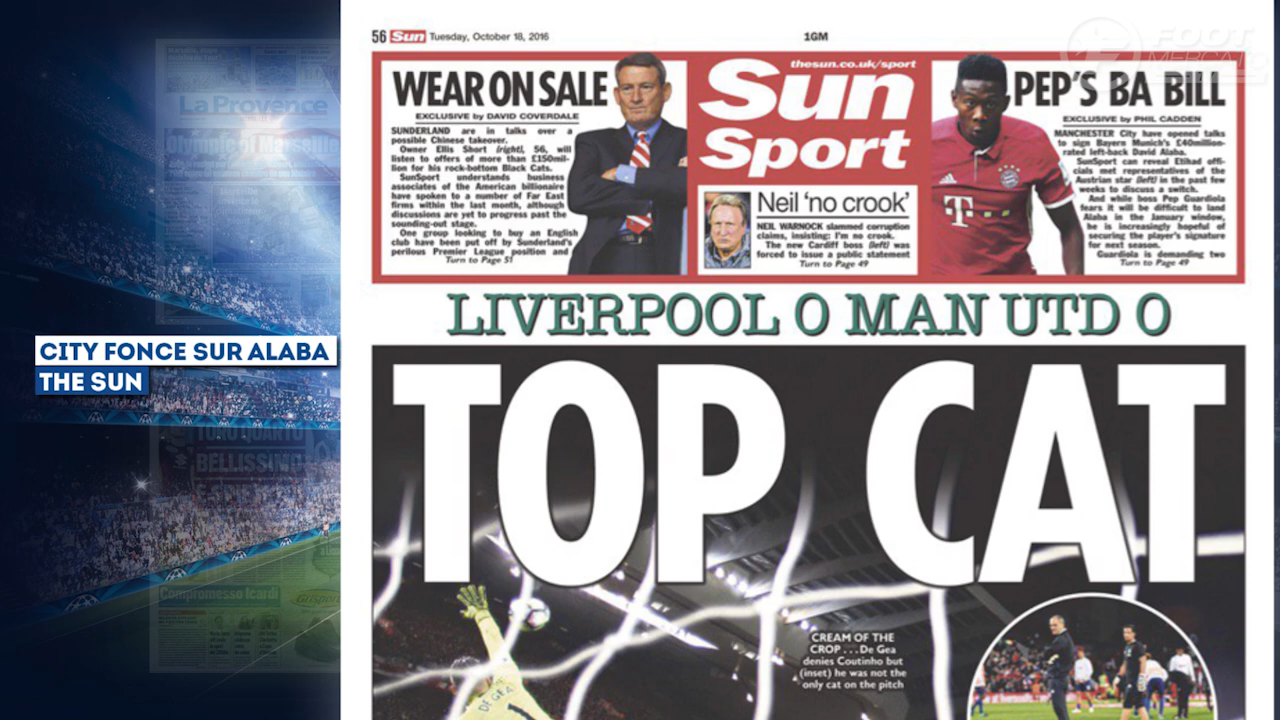 La Provence
CITY FONCE SUR ALABA
THE SUN
BELLISSIMO
Compromesso Icardi
56 Sun Tuesday, October 18, 2016
1GM
FOOT
MERCATO
WEAR ON SALE
EXCLUSIVE by DAVID COVERDALE
SUNDERLAND are in talks over a
possible Chinese takeover.
Owner Ellis Short (right), 56, will
listen to offers of more than £150mil-
lion for his rock-bottom Black Cats.
SunSport understands business
associates of the American billionaire
have spoken to a number of Far East
firms within the last month, although
discussions are yet to progress past the
sounding-out stage.
One group looking to buy an English
club have been put off by Sunderland's
perilous Premier League position and
Turn to Page 51
thesun.co.uk/sport
Sun
Sport
Neil 'no crook'
NEIL WARNOCK slammed corruption
claims, insisting: I'm no crook.
The new Cardiff boss (left) was
forced to issue a public statement
Turn to Page 49
PEP'S BA BILL
EXCLUSIVE by PHIL CADDEN
MANCHESTER City have opened talks
to sign Bayern Munich's £40million-
rated left-back David Alaba.
SunSport can reveal Etihad offi-
cials met representatives of the
Austrian star (left) in the past few
weeks to discuss a switch.
And while boss Pep Guardiola
fears it will be difficult to land
Alaba in the January window,
he is increasingly hopeful of
securing the player's signature
for next season.
Guardiola is demanding two
Turn to Page 49
LIVERPOOL 0 MAN UTD 0
TOP CAT
CREAM OF THE
CROP . . . De Gea
denies Coutinho but
(inset) he was not the
only cat on the pitch
DE GEA